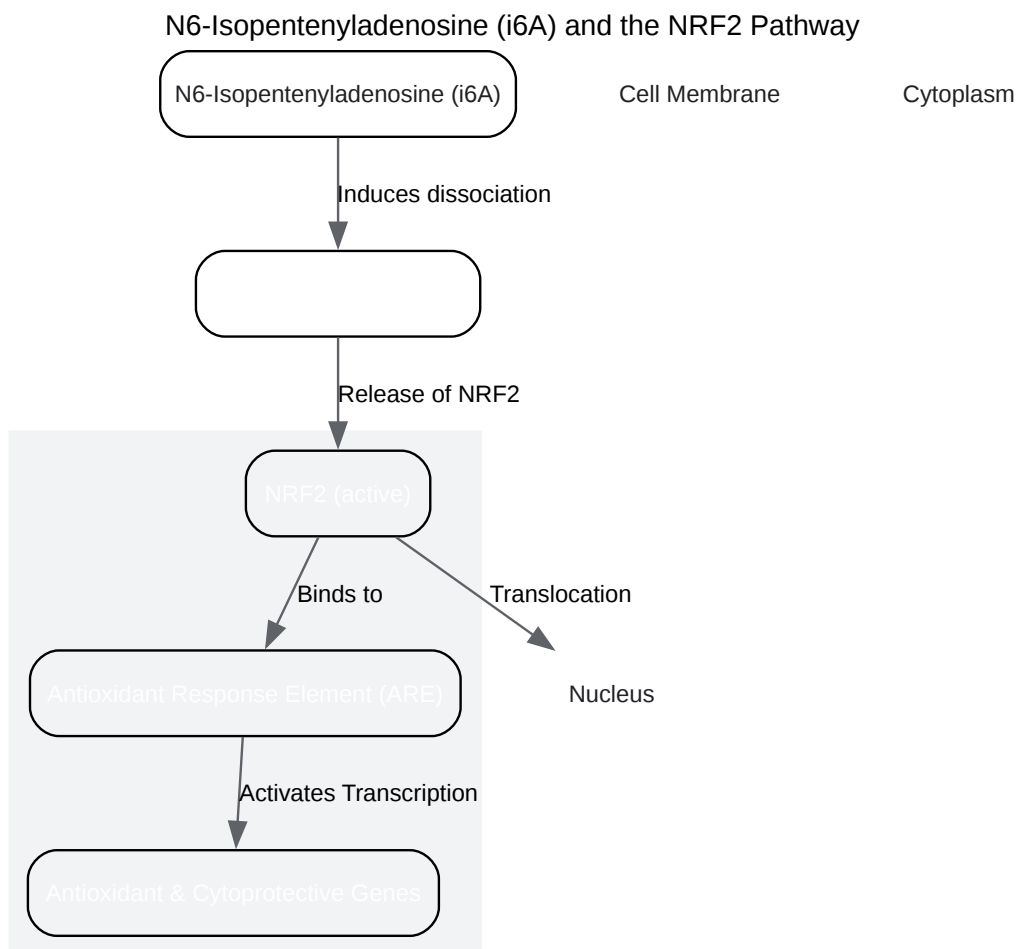 N6-Isopentenyladenosine (i6A) and the NRF2 Pathway
N6-Isopentenyladenosine (i6A)
Cell Membrane
Cytoplasm
Induces dissociation
Release of NRF2
NRF2 (active)
Binds to
Translocation
Antioxidant Response Element (ARE)
Nucleus
Activates Transcription
Antioxidant & Cytoprotective Genes